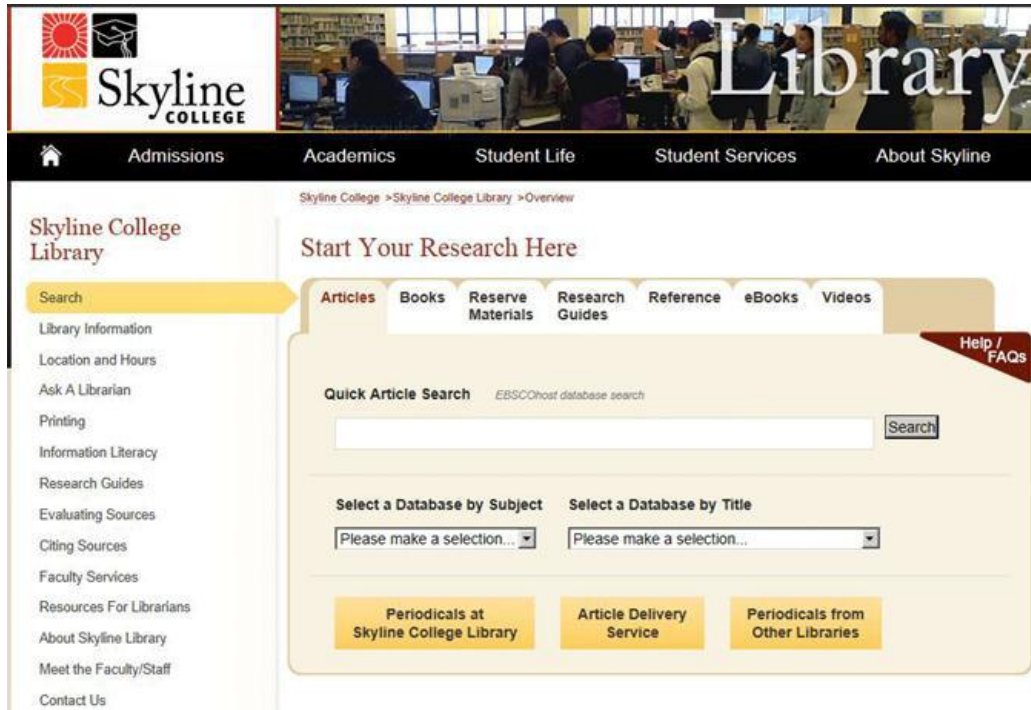 Skyline
COLLEGE
Library
Admissions
Academics
Student Life
Student Services
About Skyline
Skyline College >Skyline College Library >Overview
Skyline College
Library
Search
Library Information
Location and Hours
Ask A Librarian
Printing
Information Literacy
Research Guides
Evaluating Sources
Citing Sources
Faculty Services
Resources For Librarians
About Skyline Library
Meet the Faculty/Staff
Contact Us
Start Your Research Here
Articles
Books
Reserve
Materials
Research
Guides
Reference
eBooks
Videos
Help /
FAQs
Quick Article Search EBSCOhost database search
Search
Select a Database by Subject
Please make a selection...
Select a Database by Title
Please make a selection...
Periodicals at
Skyline College Library
Article Delivery
Service
Periodicals from
Other Libraries